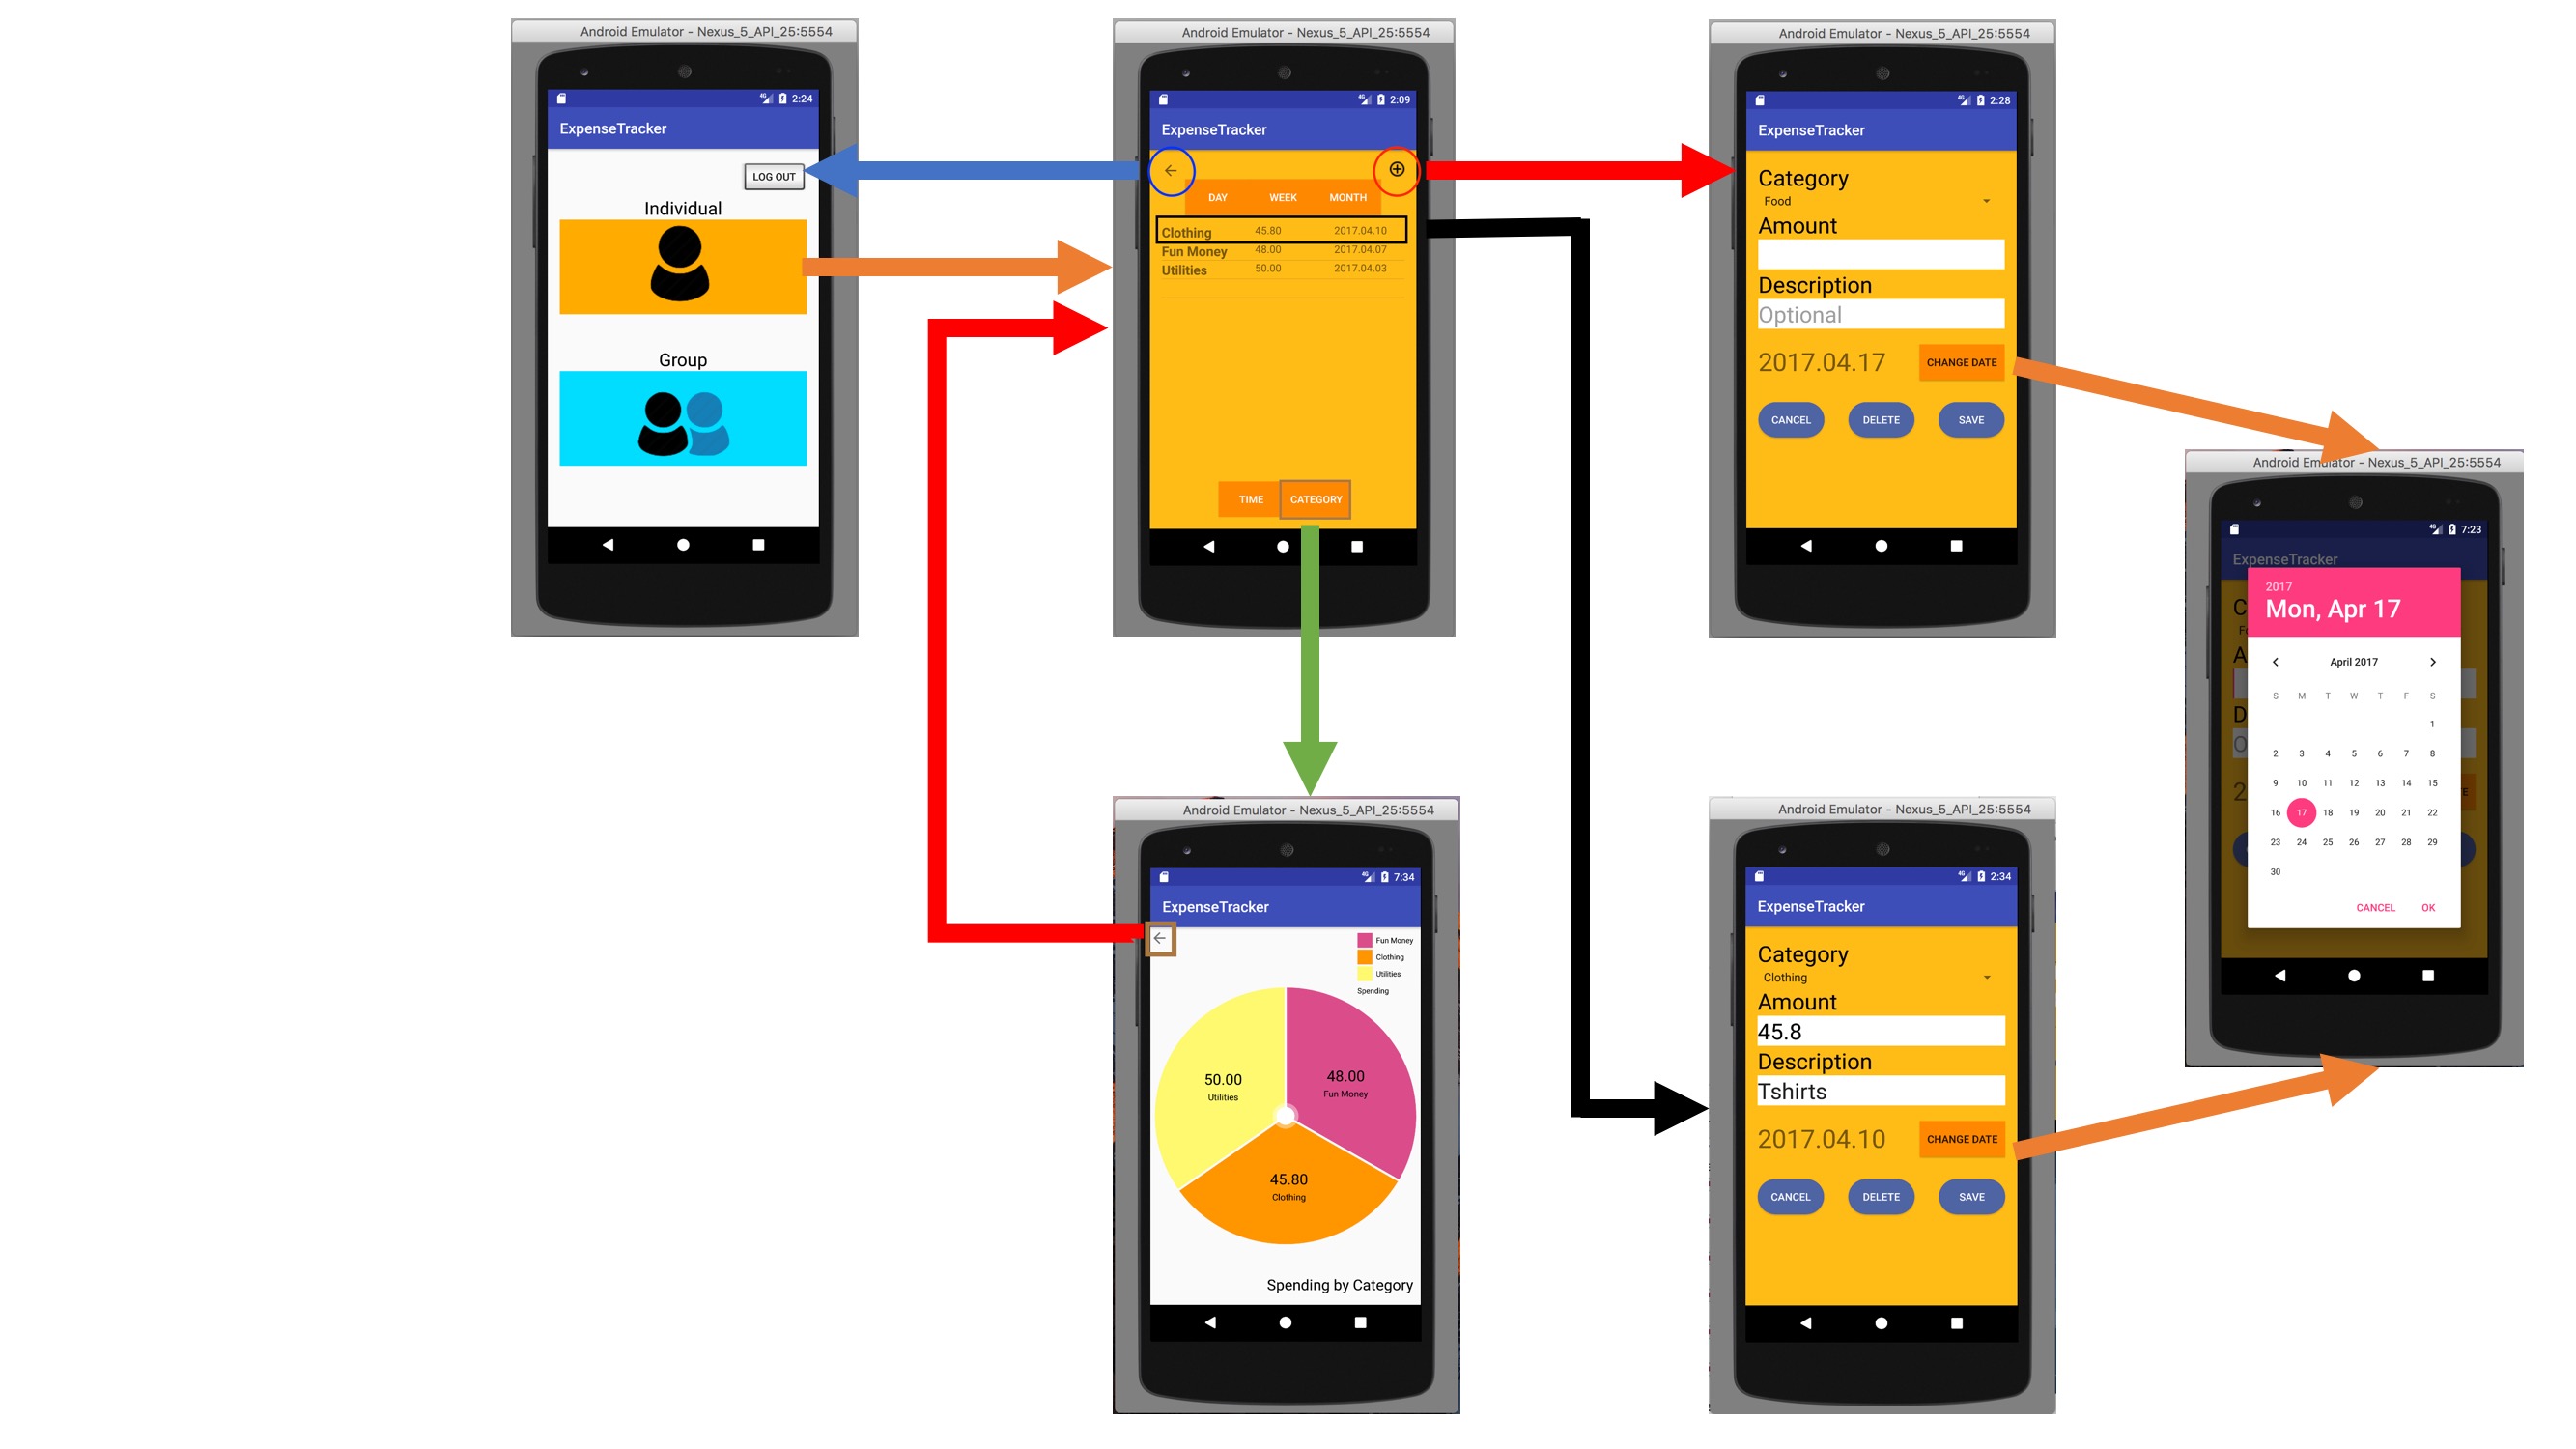 Android Emulator - Nexus_5_API_25:5554
4G 2:24
ExpenseTracker
LOG OUT
Individual
Group
Android Emulator - Nexus_5_API_25:5554
4G 2:09
ExpenseTracker
DAY WEEK MONTH
Clothing 45.80 2017.04.10
Fun Money 48.00 2017.04.07
Utilities 50.00 2017.04.03
TIME CATEGORY
Android Emulator - Nexus_5_API_25:5554
4G 2:28
ExpenseTracker
Category
Food
Amount
Description
Optional
2017.04.17 CHANGE DATE
CANCEL DELETE SAVE
Android Emulator - Nexus_5_API_25:5554
4G 7:23
ExpenseTracker
2017
Mon, Apr 17
April 2017
S M T W T F S
1
2 3 4 5 6 7 8
9 10 11 12 13 14 15
16 17 18 19 20 21 22
23 24 25 26 27 28 29
30
CANCEL OK
Android Emulator - Nexus_5_API_25:5554
4G 7:34
ExpenseTracker
Fun Money
Clothing
Utilities
Spending
50.00
Utilities
48.00
Fun Money
45.80
Clothing
Spending by Category
Android Emulator - Nexus_5_API_25:5554
4G 2:34
ExpenseTracker
Category
Clothing
Amount
45.8
Description
Tshirts
2017.04.10 CHANGE DATE
CANCEL DELETE SAVE